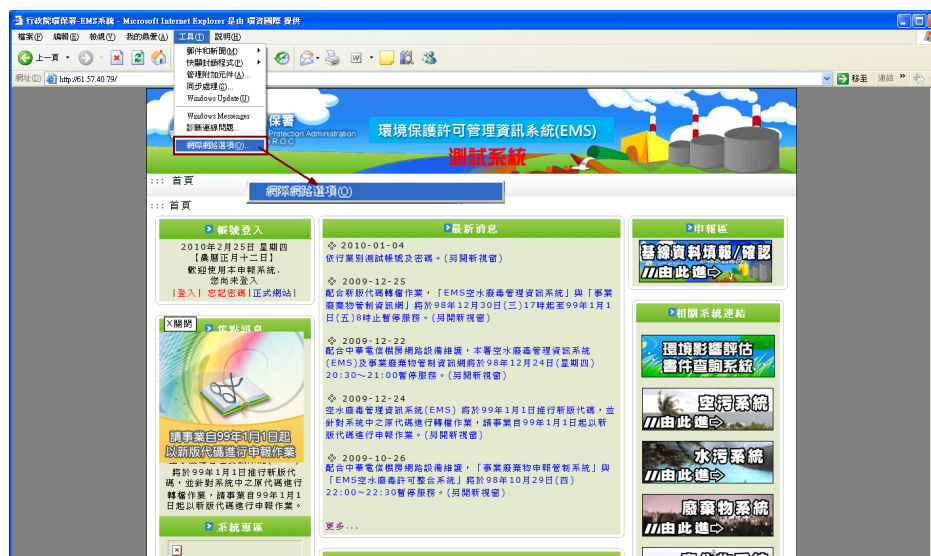 行政院環保署-EMS系統 - Microsoft Internet Explorer 是由 環資國際 提供
檔案(F) 編輯(E) 檢視(V) 我的最愛(A) 工具(T) 說明(H)
上一頁
郵件和新聞(M)
快顯封鎖程式(P)
管理附加元件(A)...
同步處理(S)...
Windows Update(U)
Windows Messenger
診斷連線問題...
網際網路選項(O)...
網址(D) http://61.57.40.79/
移至 連結 »
保署
Protection Administration
R.O.C
環境保護許可管理資訊系統(EMS)
測試系統
::: 首頁
網際網路選項(O)
::: 首頁
帳號登入
2010年2月25日 星期四
【農曆正月十二日】
歡迎使用本申報系統.
您尚未登入
|登入| 忘記密碼|正式網站|
X關閉
焦點訊息
請事業自99年1月1日起
以新版代碼進行申報作業
將於99年1月1日推行新版代
碼，並針對系統中之原代碼進行
轉檔作業，請事業自99年1月1
日起以新版代碼進行申報作業。
系統專區
最新消息
2010-01-04
依行業別測試帳號及密碼。(另開新視窗)
2009-12-25
配合新版代碼轉檔作業，「EMS空水廢毒管理資訊系統」與「事業
廢棄物管制資訊網」將於98年12月30日(三)17時起至99年1月1
日(五)8時止暫停服務。(另開新視窗)
2009-12-22
配合中華電信機房網路設備維護，本署空水廢毒管理資訊系統
(EMS)及事業廢棄物管制資訊網將於98年12月24日(星期四)
20:30～21:00暫停服務。(另開新視窗)
2009-12-24
空水廢毒管理資訊系統(EMS) 將於99年1月1日推行新版代碼，並
針對系統中之原代碼進行轉檔作業，請事業自99年1月1日起以新
版代碼進行申報作業。(另開新視窗)
2009-10-26
配合中華電信機房網路設備維護，「事業廢棄物申報管制系統」與
「EMS空水廢毒許可整合系統」將於98年10月29日(四)
22:00～22:30暫停服務。(另開新視窗)
更多...
申報區
基線資料填報/確認
由此進
相關系統連結
環境影響評估
書件查詢系統
空污系統
由此進
水污系統
由此進
廢棄物系統
由此進